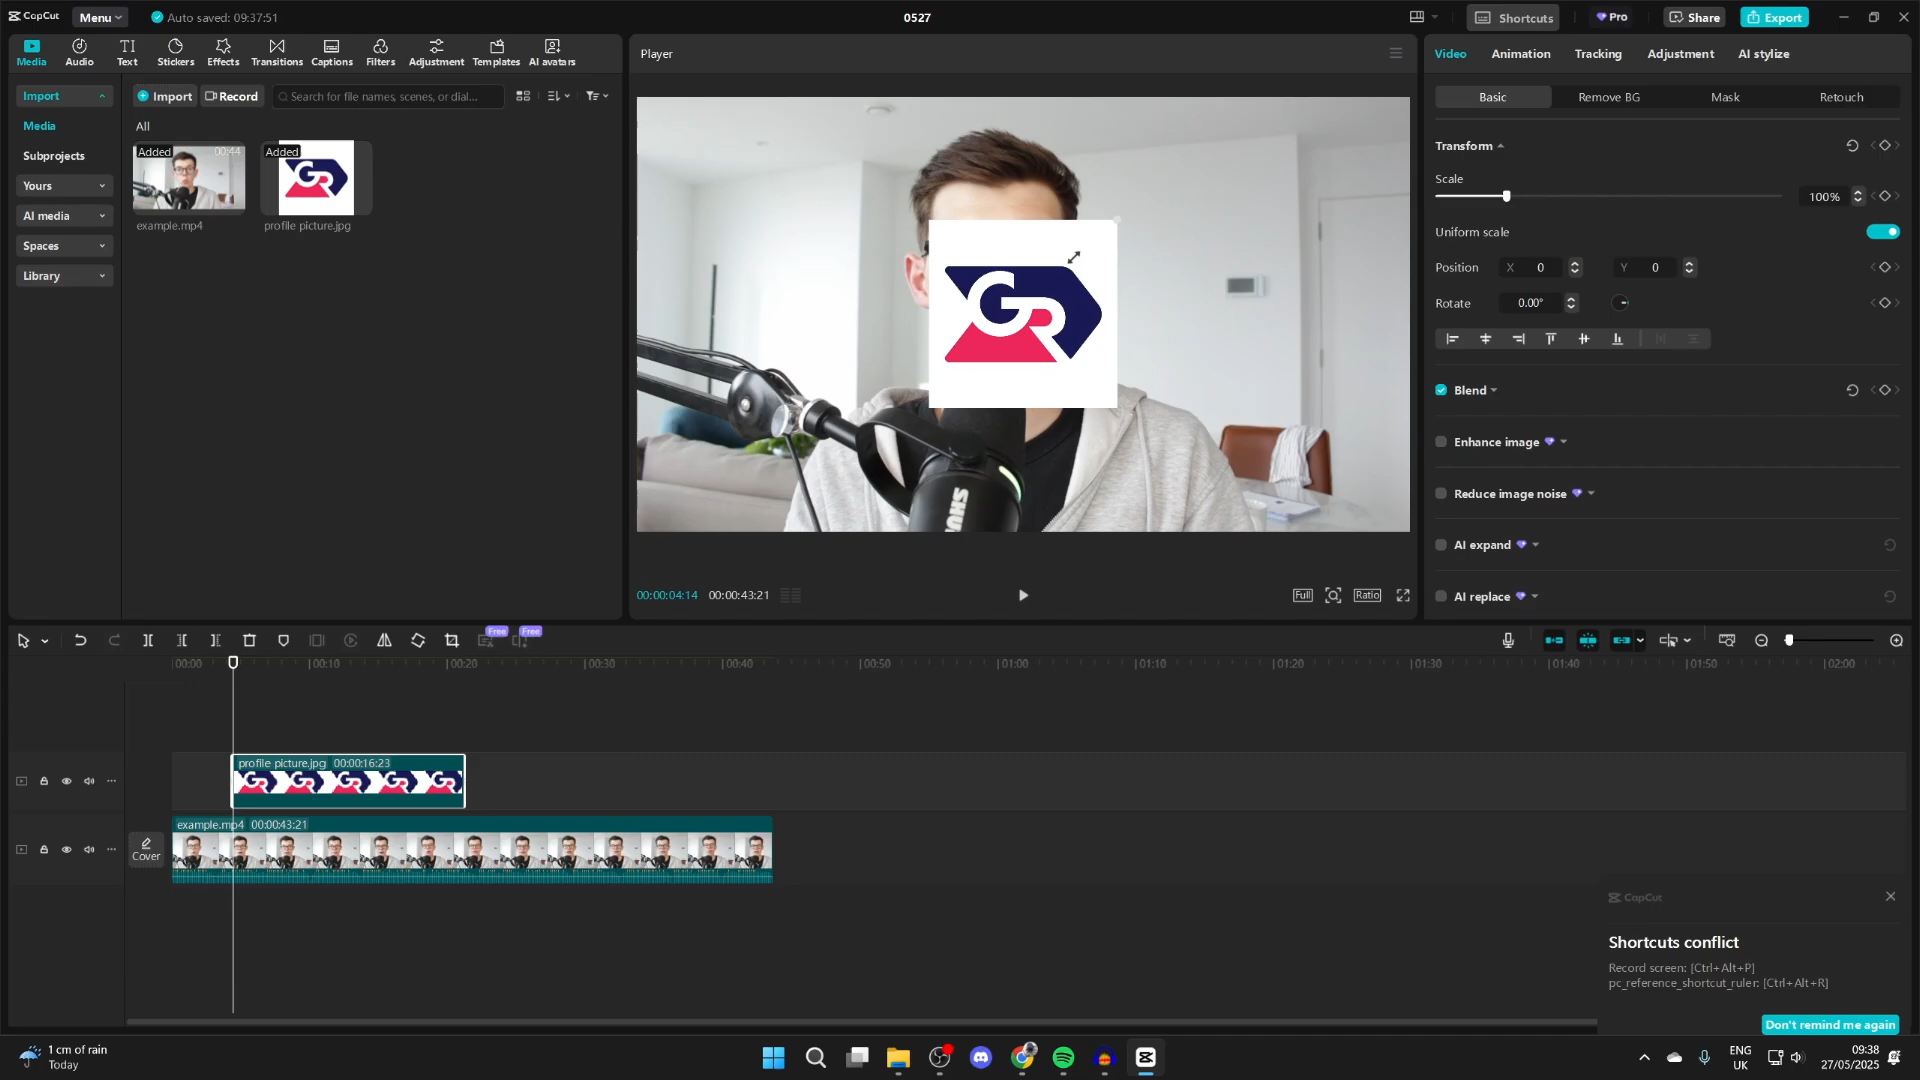 CapCut Menu Auto saved: 09:37:51 0527 Shortcuts Pro Share Export
Media Audio Text Stickers Effects Transitions Captions Filters Adjustment Templates AI avatars
Import
Media
Subprojects
Yours
AI media
Spaces
Library
Import Record Search for file names, scenes, or dial...
All
Added 00:44 Added
example.mp4 profile picture.jpg
Player
GR
SHU
00:00:04:14 00:00:43:21 Full Ratio
Video Animation Tracking Adjustment AI stylize
Basic Remove BG Mask Retouch
Transform
Scale
100%
Uniform scale
Position X 0 Y 0
Rotate 0.00°
Blend
Enhance image
Reduce image noise
AI expand
AI replace
Free Free
00:00 00:10 00:20 00:30 00:40 00:50 01:00 01:10 01:20 01:30 01:40 01:50 02:00
profile picture.jpg 00:00:16:23
Cover
example.mp4 00:00:43:21
CapCut
Shortcuts conflict
Record screen: [Ctrl+Alt+P]
pc_reference_shortcut_ruler: [Ctrl+Alt+R]
Don't remind me again
1 cm of rain
Today
ENG
UK
09:38
27/05/2025